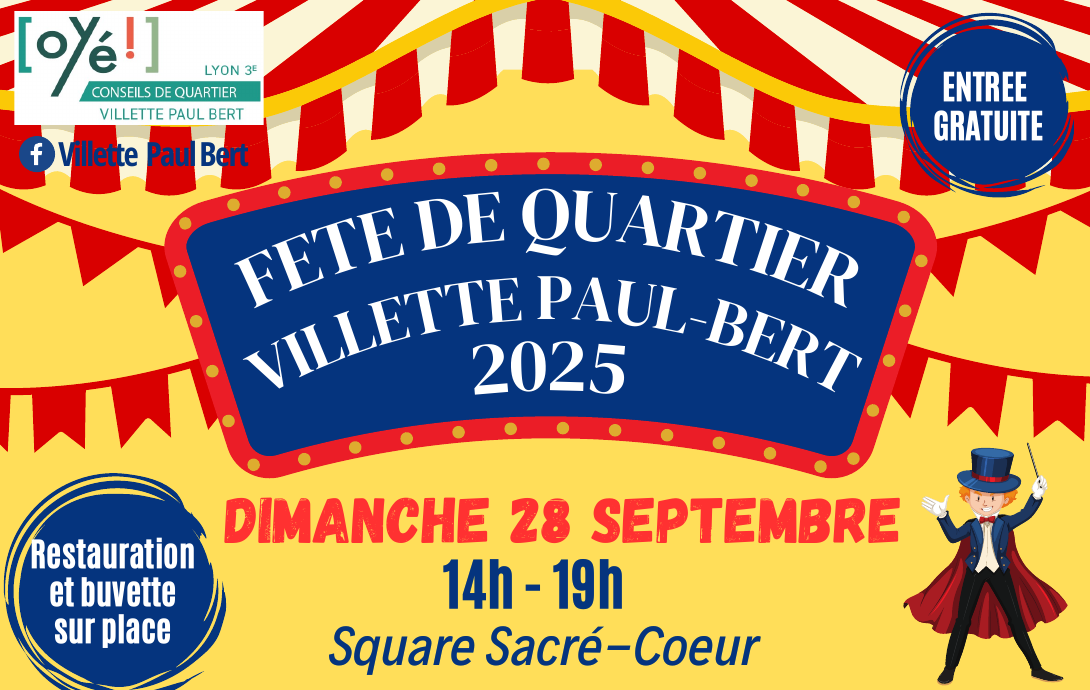 [oyé!]
LYON 3E
CONSEILS DE QUARTIER
VILLETTE PAUL BERT
f Villette Paul Bert
ENTREE
GRATUITE
FETE DE QUARTIER
VILLETTE PAUL-BERT
2025
DIMANCHE 28 SEPTEMBRE
14h - 19h
Square Sacré-Coeur
Restauration
et buvette
sur place